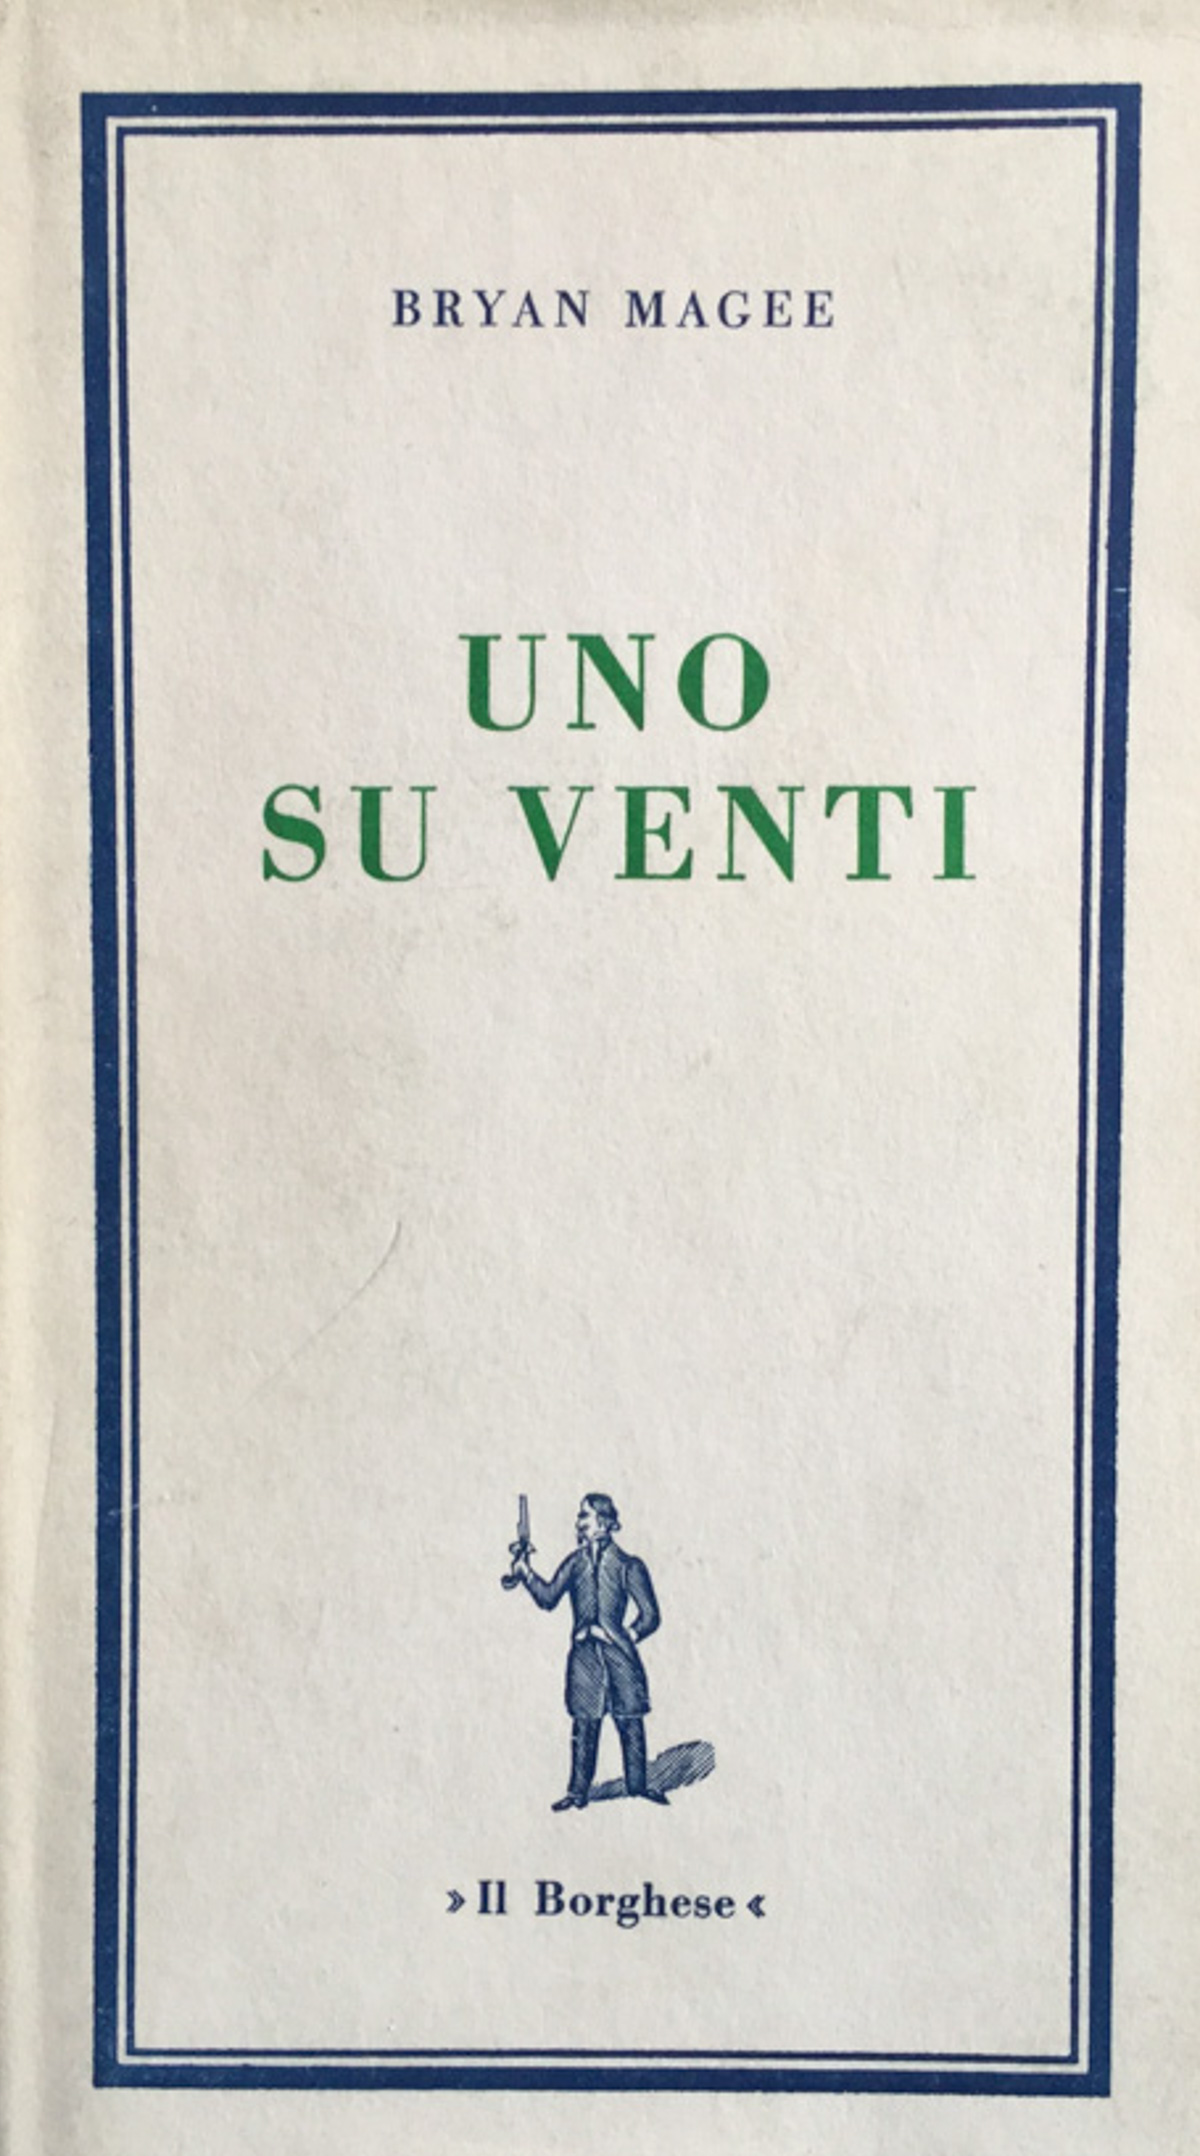 BRYAN MAGEE
UNO
SU VENTI
»Il Borghese«